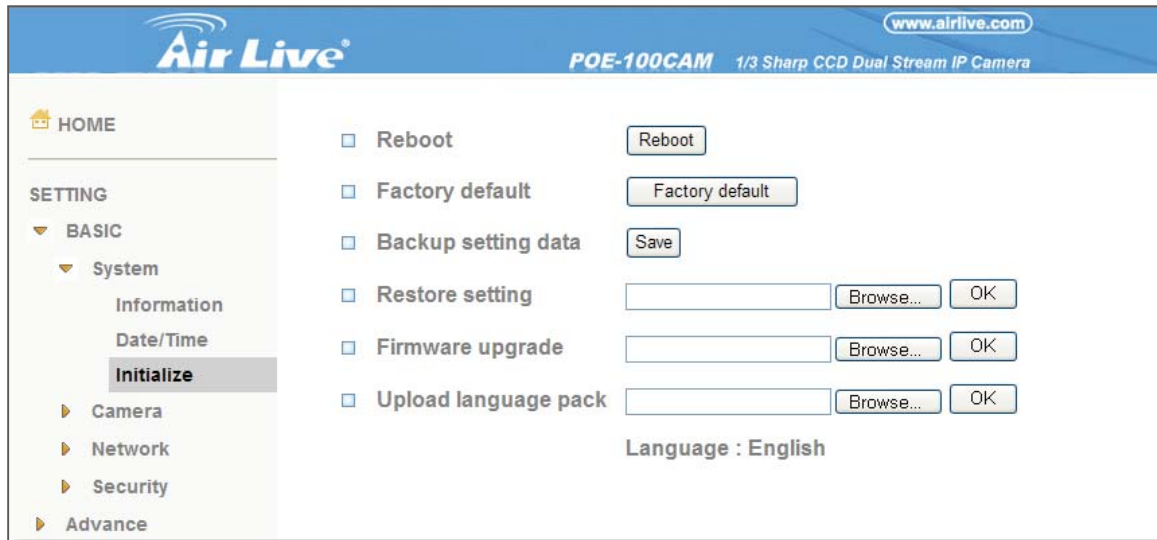 www.airlive.com
Air Live®
POE-100CAM 1/3 Sharp CCD Dual Stream IP Camera
HOME
SETTING
BASIC
System
Information
Date/Time
Initialize
Camera
Network
Security
Advance
Reboot Reboot
Factory default Factory default
Backup setting data Save
Restore setting Browse... OK
Firmware upgrade Browse... OK
Upload language pack Browse... OK
Language : English